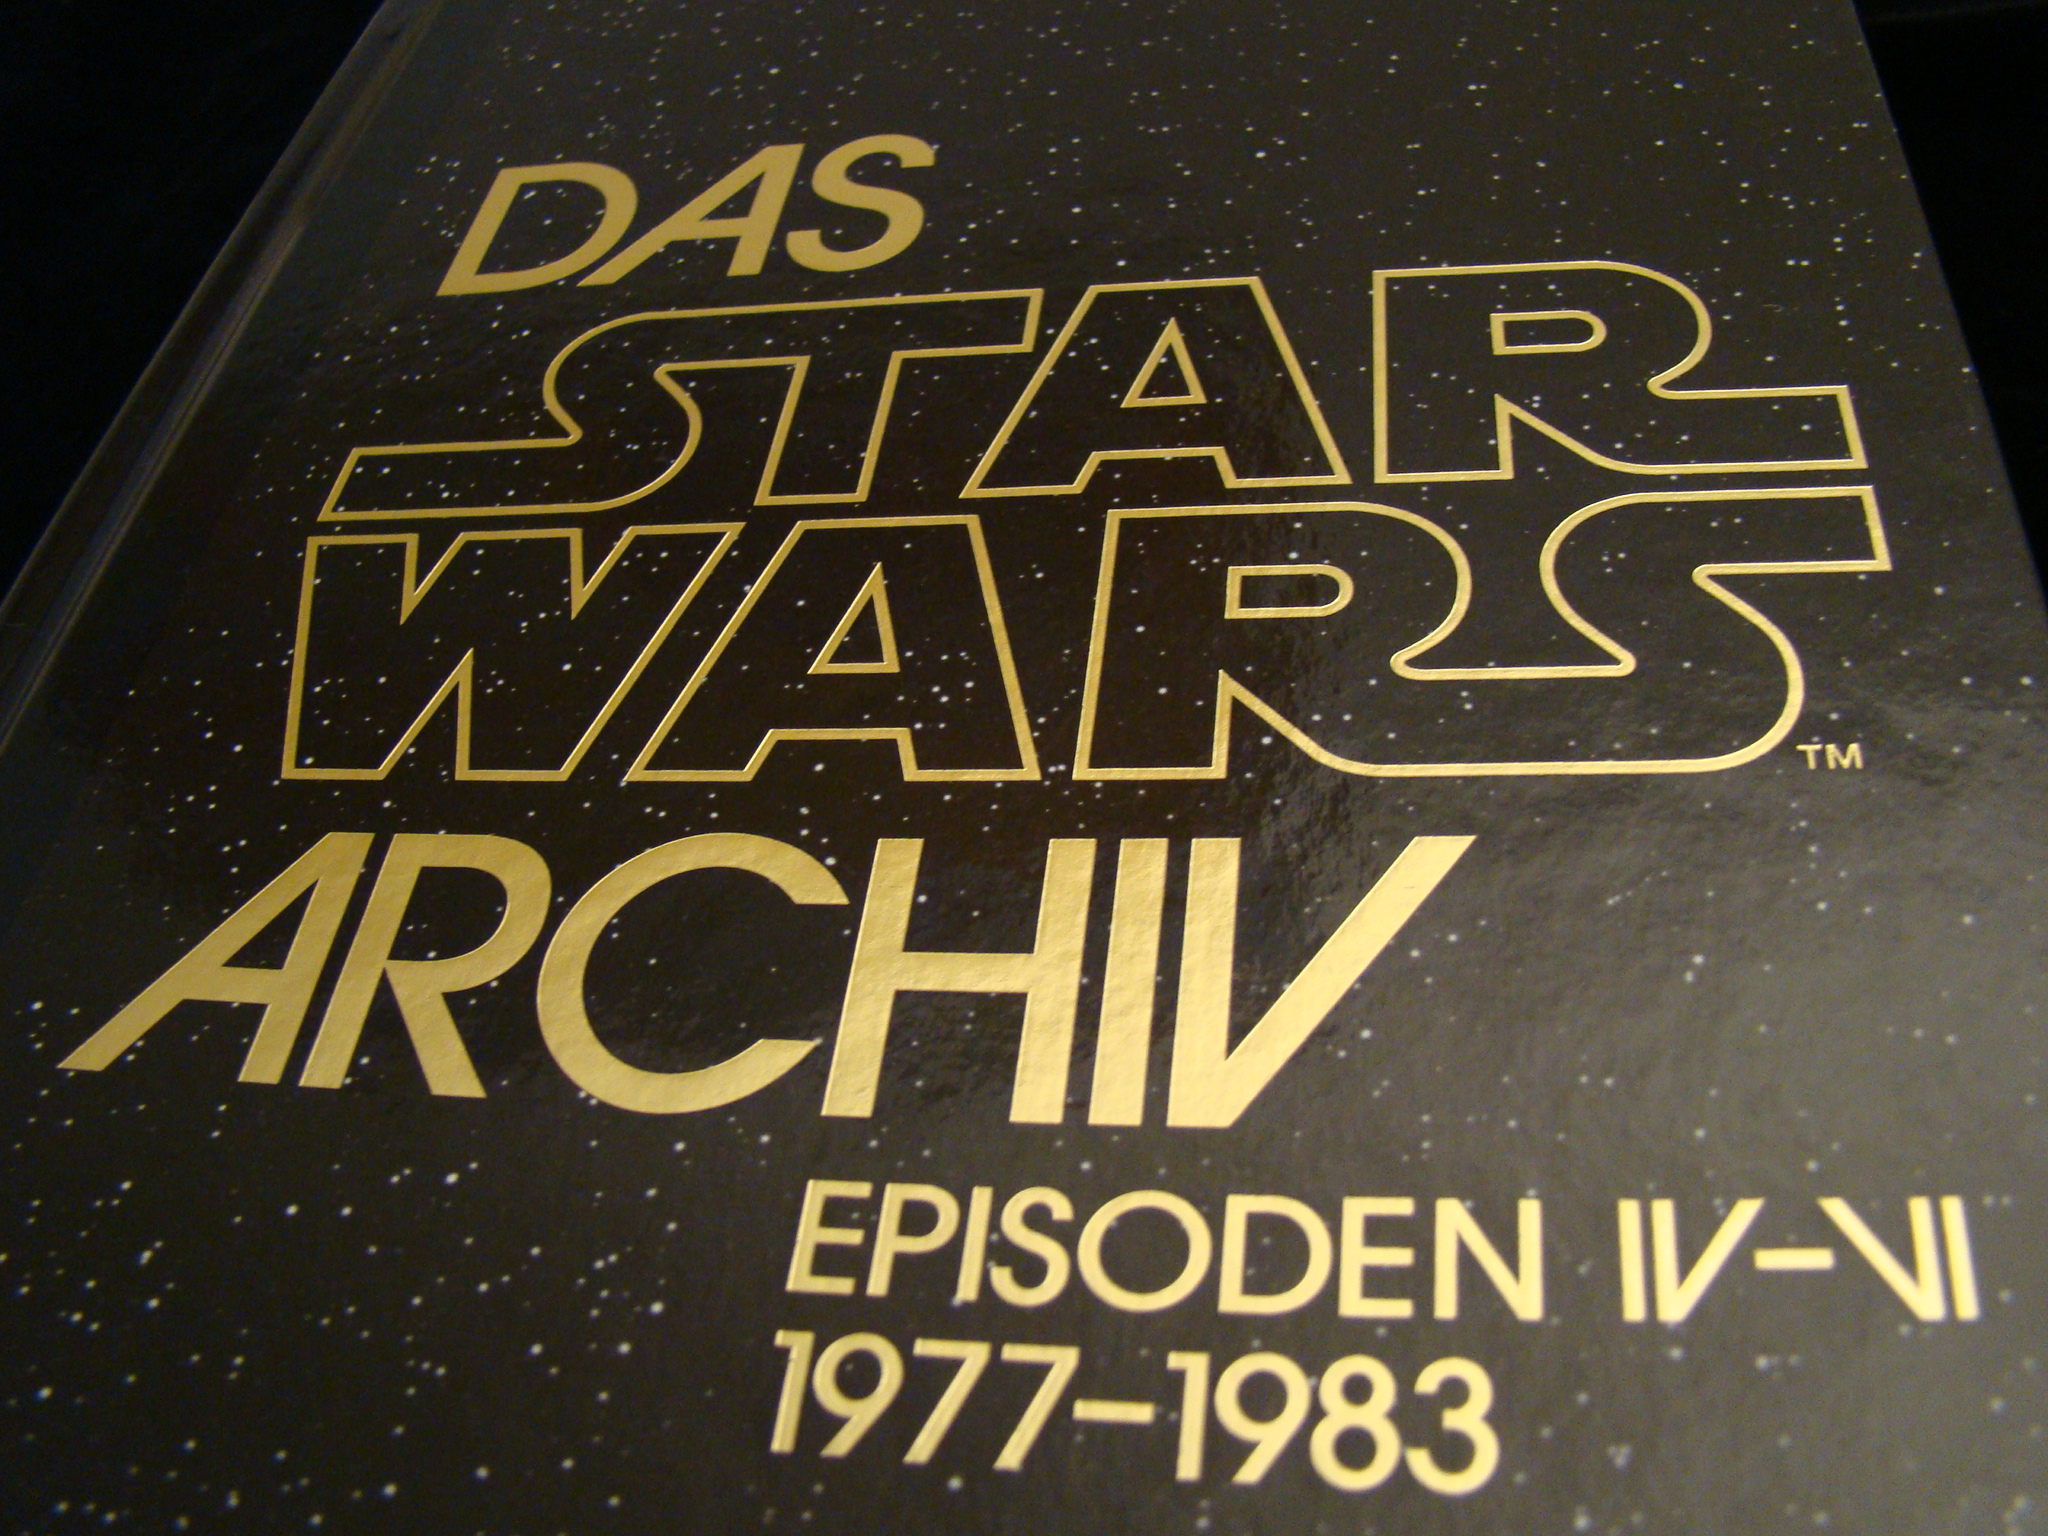 DAS
STAR
WARS™
ARCHIV
EPISODEN IV–VI
1977–1983